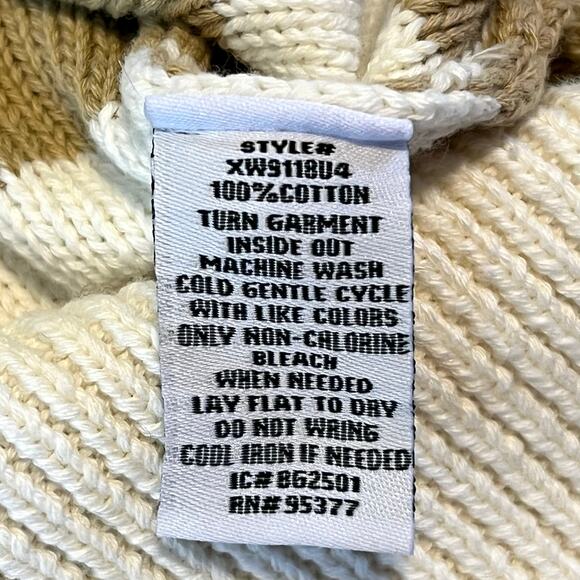 STYLE#
XW9118U4
100%COTTON
TURN GARMENT
INSIDE OUT
MACHINE WASH
COLD GENTLE CYCLE
WITH LIKE COLORS
ONLY NON-CALORINE
BLEACH
WHEN NEEDED
LAY FLAT TO DRY
DO NOT WRING
COOL IRON IF NEEDED
IC# 862501
RN# 95377